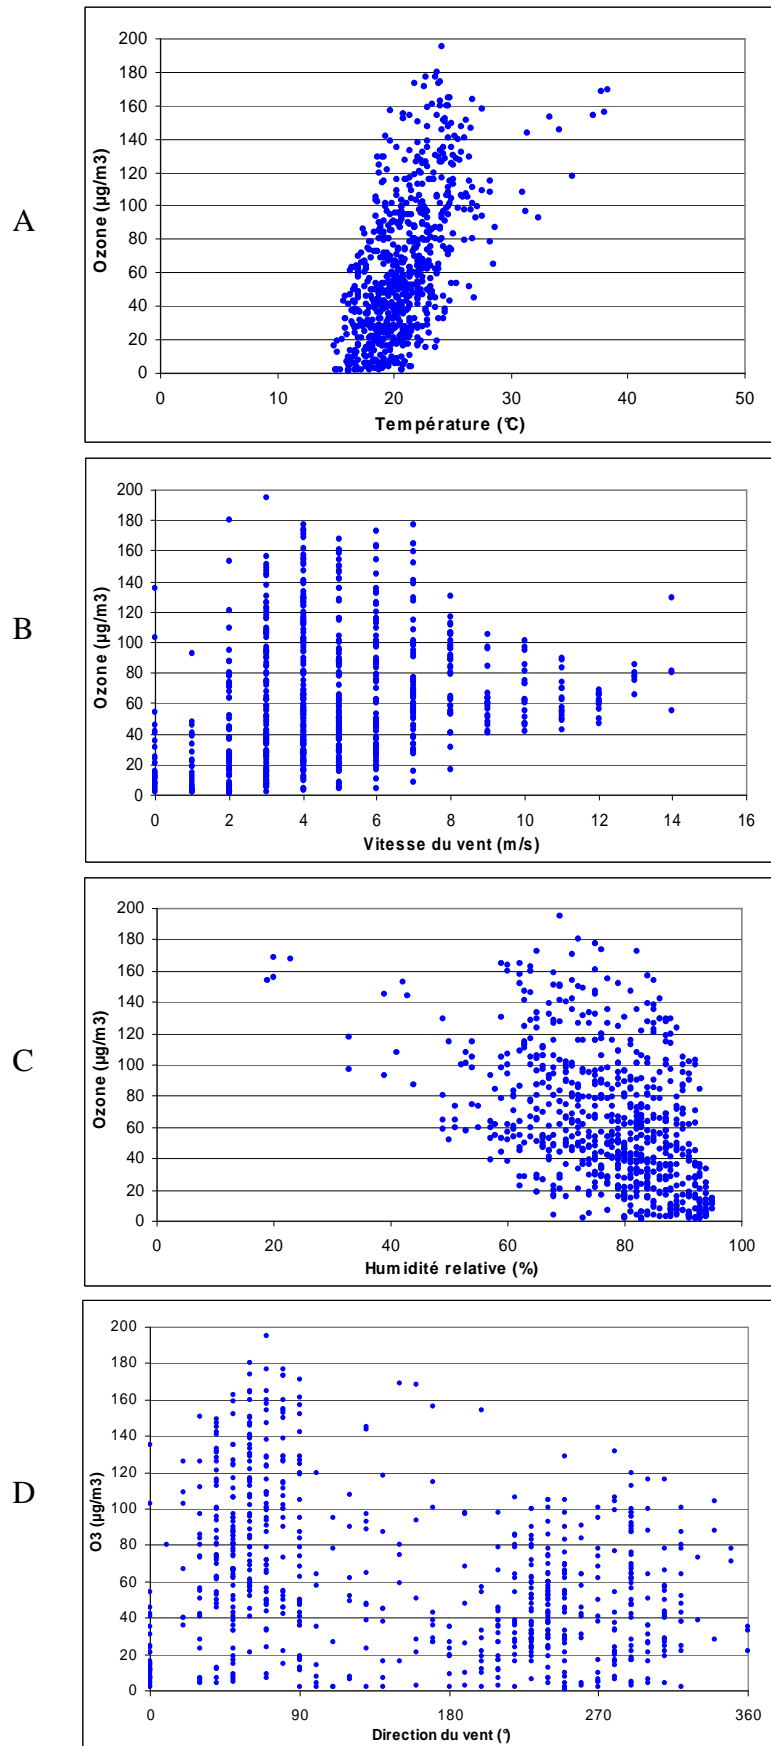 A
Ozone (µg/m3)
200
180
160
140
120
100
80
60
40
20
0
0 10 20 30 40 50
Température (°C)
B
Ozone (µg/m3)
200
180
160
140
120
100
80
60
40
20
0
0 2 4 6 8 10 12 14 16
Vitesse du vent (m/s)
C
Ozone (µg/m3)
200
180
160
140
120
100
80
60
40
20
0
0 20 40 60 80 100
Humidité relative (%)
D
O3 (µg/m3)
200
180
160
140
120
100
80
60
40
20
0
0 90 180 270 360
Direction du vent (°)